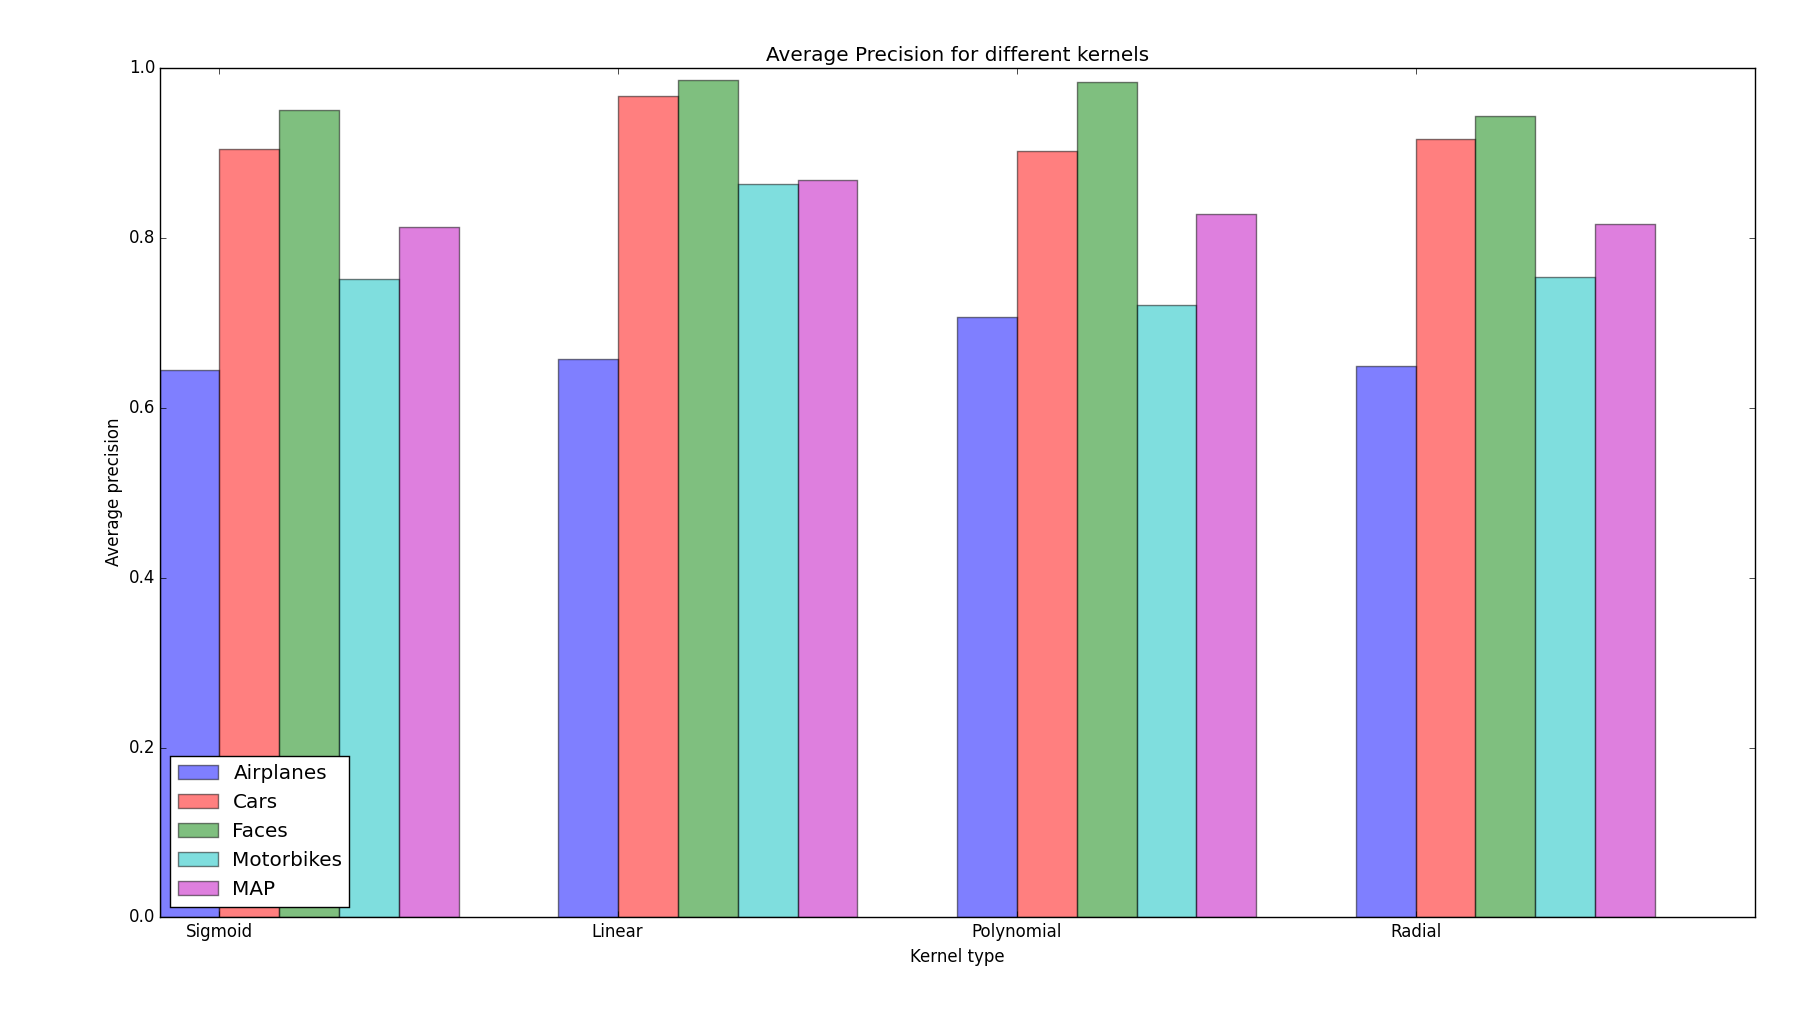 Average Precision for different kernels
1.0
0.8
0.6
0.4
0.2
0.0
Average precision
Airplanes
Cars
Faces
Motorbikes
MAP
Sigmoid Linear Polynomial Radial
Kernel type